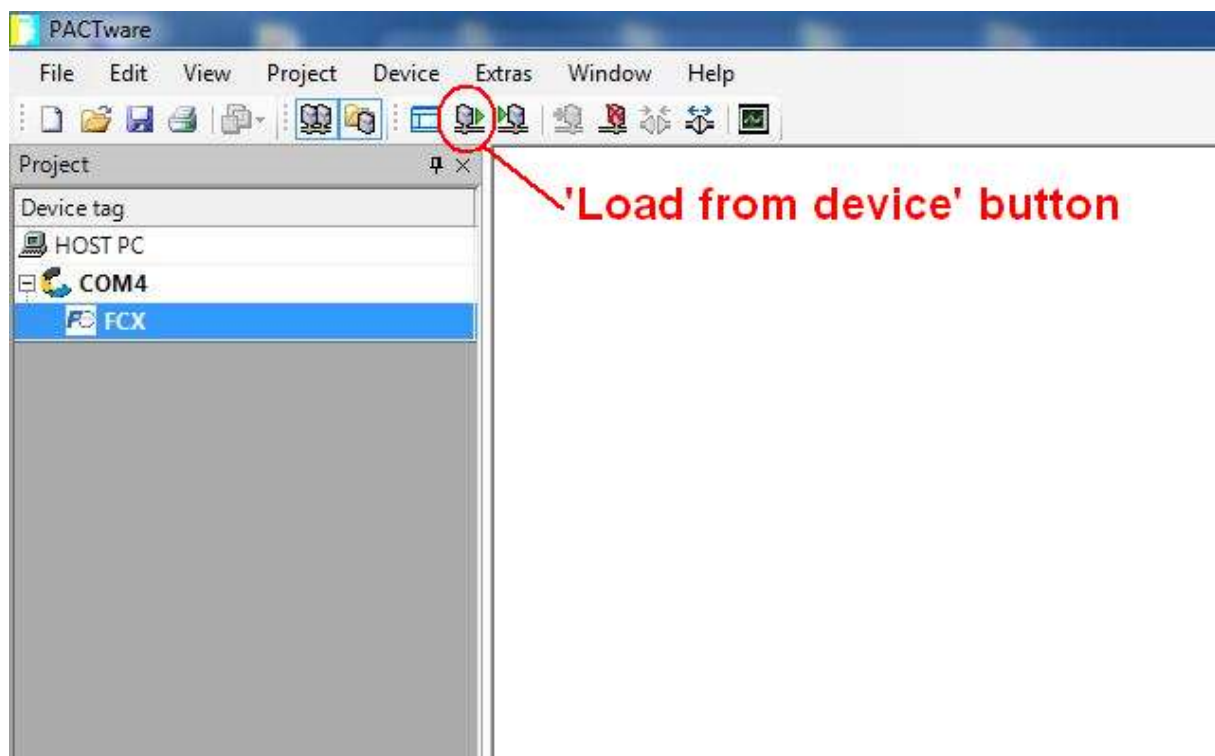 PACTware
File Edit View Project Device Extras Window Help
Project
'Load from device' button
Device tag
HOST PC
COM4
FCX